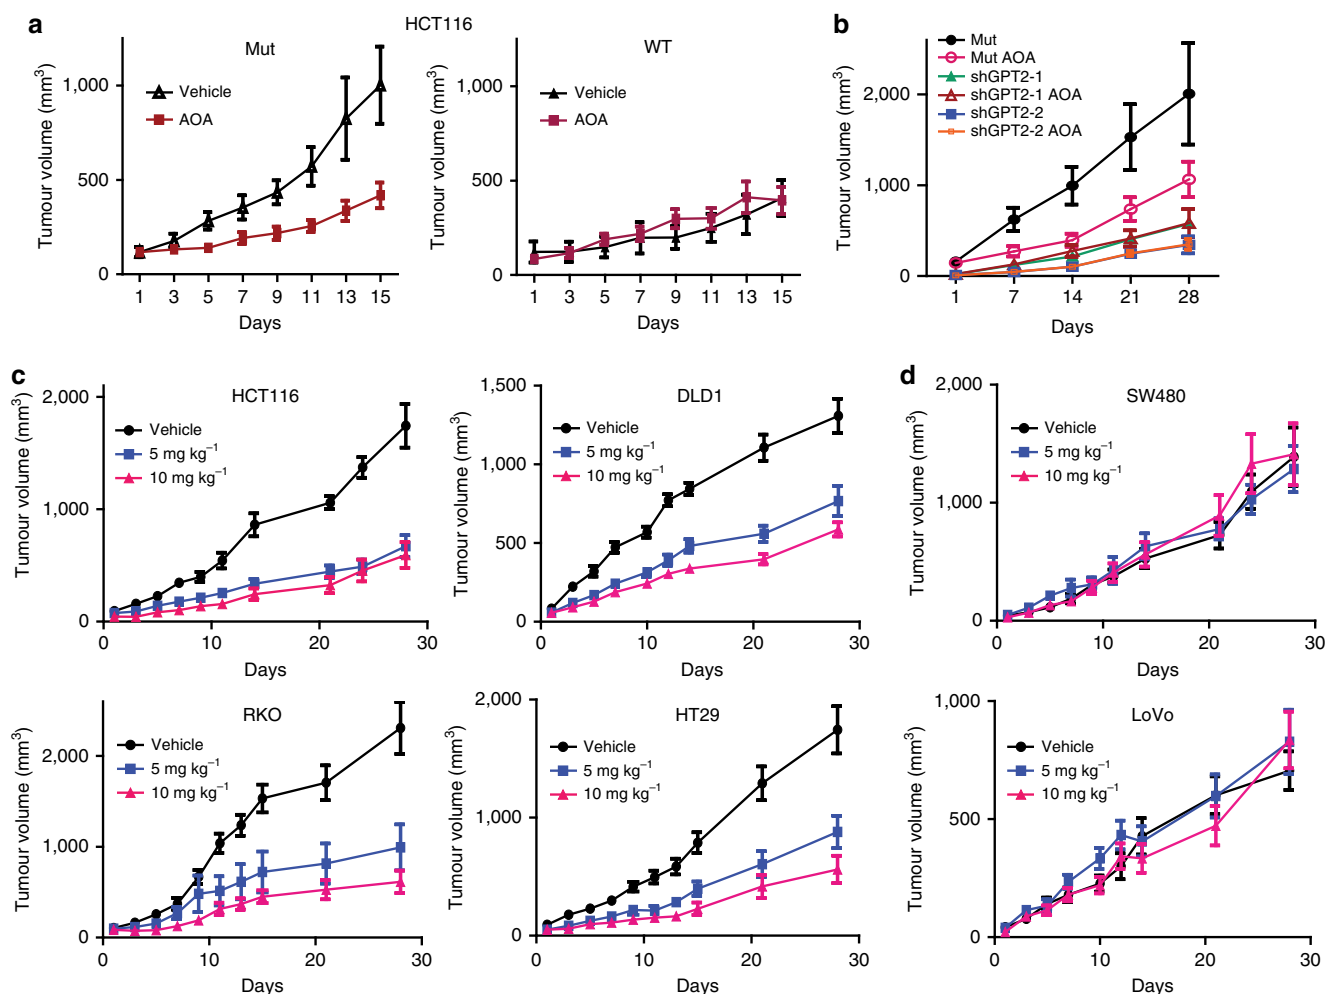 a
HCT116
b
Mut
Tumour volume (mm³)
1,000
500
0
Vehicle
AOA
1 3 5 7 9 11 13 15
Days
WT
Tumour volume (mm³)
1,000
500
0
Vehicle
AOA
1 3 5 7 9 11 13 15
Days
Tumour volume (mm³)
2,000
1,000
0
Mut
Mut AOA
shGPT2-1
shGPT2-1 AOA
shGPT2-2
shGPT2-2 AOA
1 7 14 21 28
Days
c
HCT116
Tumour volume (mm³)
2,000
1,000
0
Vehicle
5 mg kg⁻¹
10 mg kg⁻¹
0 10 20 30
Days
DLD1
Tumour volume (mm³)
1,500
1,000
500
0
Vehicle
5 mg kg⁻¹
10 mg kg⁻¹
0 10 20 30
Days
d
SW480
Tumour volume (mm³)
2,000
1,000
0
Vehicle
5 mg kg⁻¹
10 mg kg⁻¹
0 10 20 30
Days
RKO
Tumour volume (mm³)
2,000
1,000
0
Vehicle
5 mg kg⁻¹
10 mg kg⁻¹
0 10 20 30
Days
HT29
Tumour volume (mm³)
2,000
1,000
0
Vehicle
5 mg kg⁻¹
10 mg kg⁻¹
0 10 20 30
Days
LoVo
Tumour volume (mm³)
1,000
500
0
Vehicle
5 mg kg⁻¹
10 mg kg⁻¹
0 10 20 30
Days